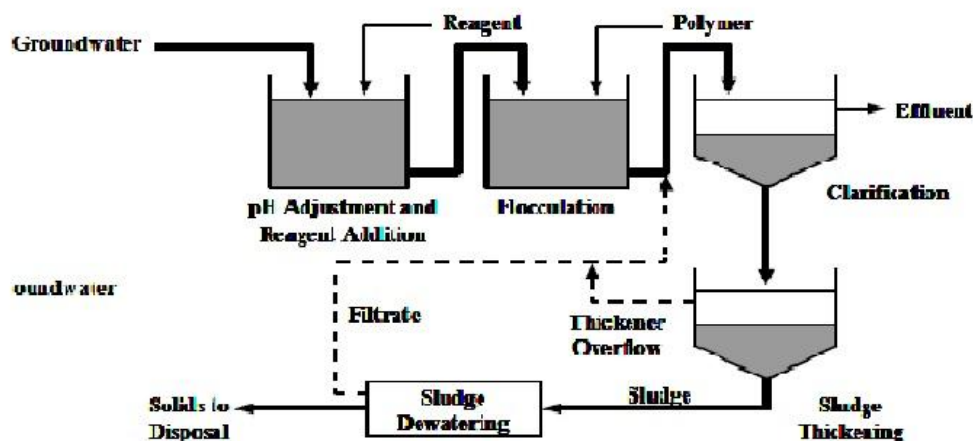 Reagent
Polymer
Groundwater
Effluent
Clarification
pH Adjustment and
Reagent Addition
Flocculation
oundwater
Filtrate
Thickener
Overflow
Solids to
Disposal
Sludge
Dewatering
Sludge
Sludge
Thickening